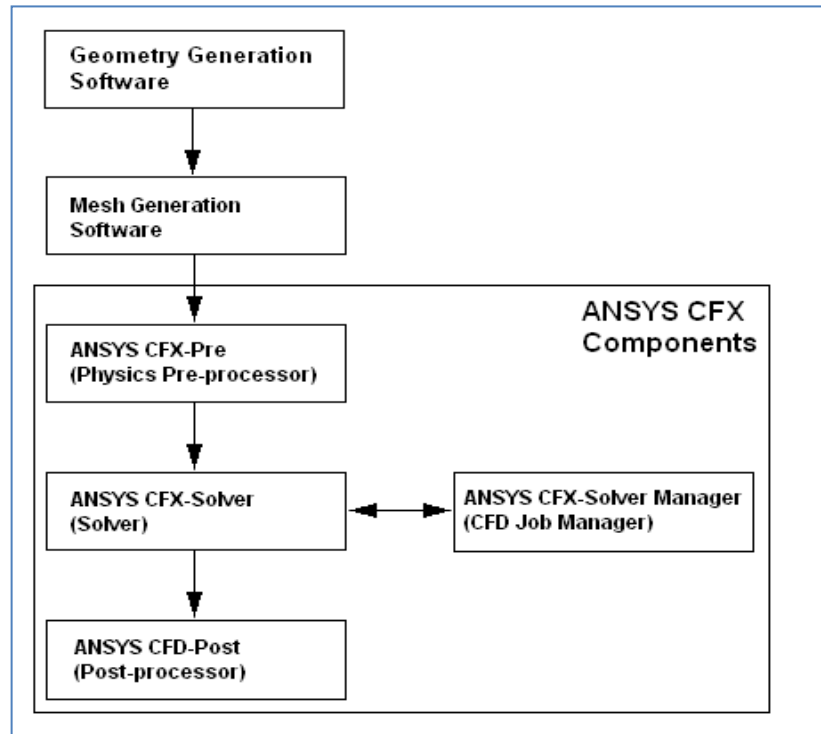 Geometry Generation
Software
Mesh Generation
Software
ANSYS CFX
Components
ANSYS CFX-Pre
(Physics Pre-processor)
ANSYS CFX-Solver
(Solver)
ANSYS CFX-Solver Manager
(CFD Job Manager)
ANSYS CFD-Post
(Post-processor)